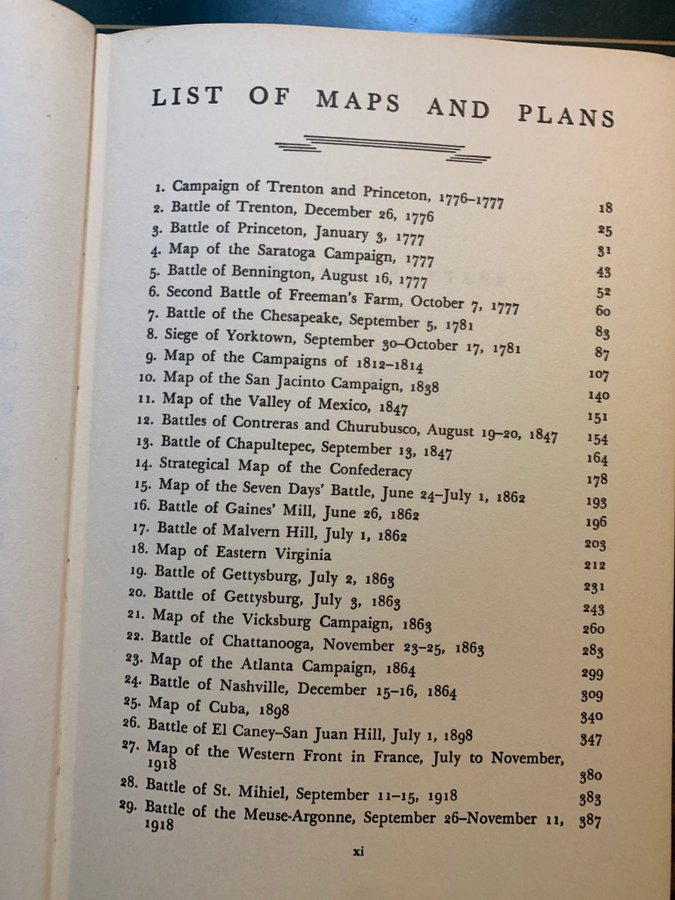 LIST OF MAPS AND PLANS
1. Campaign of Trenton and Princeton, 1776–1777 18
2. Battle of Trenton, December 26, 1776 25
3. Battle of Princeton, January 3, 1777 31
4. Map of the Saratoga Campaign, 1777 43
5. Battle of Bennington, August 16, 1777 52
6. Second Battle of Freeman's Farm, October 7, 1777 60
7. Battle of the Chesapeake, September 5, 1781 83
8. Siege of Yorktown, September 30–October 17, 1781 87
9. Map of the Campaigns of 1812–1814 107
10. Map of the San Jacinto Campaign, 1838 140
11. Map of the Valley of Mexico, 1847 151
12. Battles of Contreras and Churubusco, August 19–20, 1847 154
13. Battle of Chapultepec, September 13, 1847 164
14. Strategical Map of the Confederacy 178
15. Map of the Seven Days' Battle, June 24–July 1, 1862 193
16. Battle of Gaines' Mill, June 26, 1862 196
17. Battle of Malvern Hill, July 1, 1862 203
18. Map of Eastern Virginia 212
19. Battle of Gettysburg, July 2, 1863 231
20. Battle of Gettysburg, July 3, 1863 243
21. Map of the Vicksburg Campaign, 1863 260
22. Battle of Chattanooga, November 23–25, 1863 283
23. Map of the Atlanta Campaign, 1864 299
24. Battle of Nashville, December 15–16, 1864 309
25. Map of Cuba, 1898 340
26. Battle of El Caney–San Juan Hill, July 1, 1898 347
27. Map of the Western Front in France, July to November,
1918 380
28. Battle of St. Mihiel, September 11–15, 1918 383
29. Battle of the Meuse-Argonne, September 26–November 11, 387
1918
xi